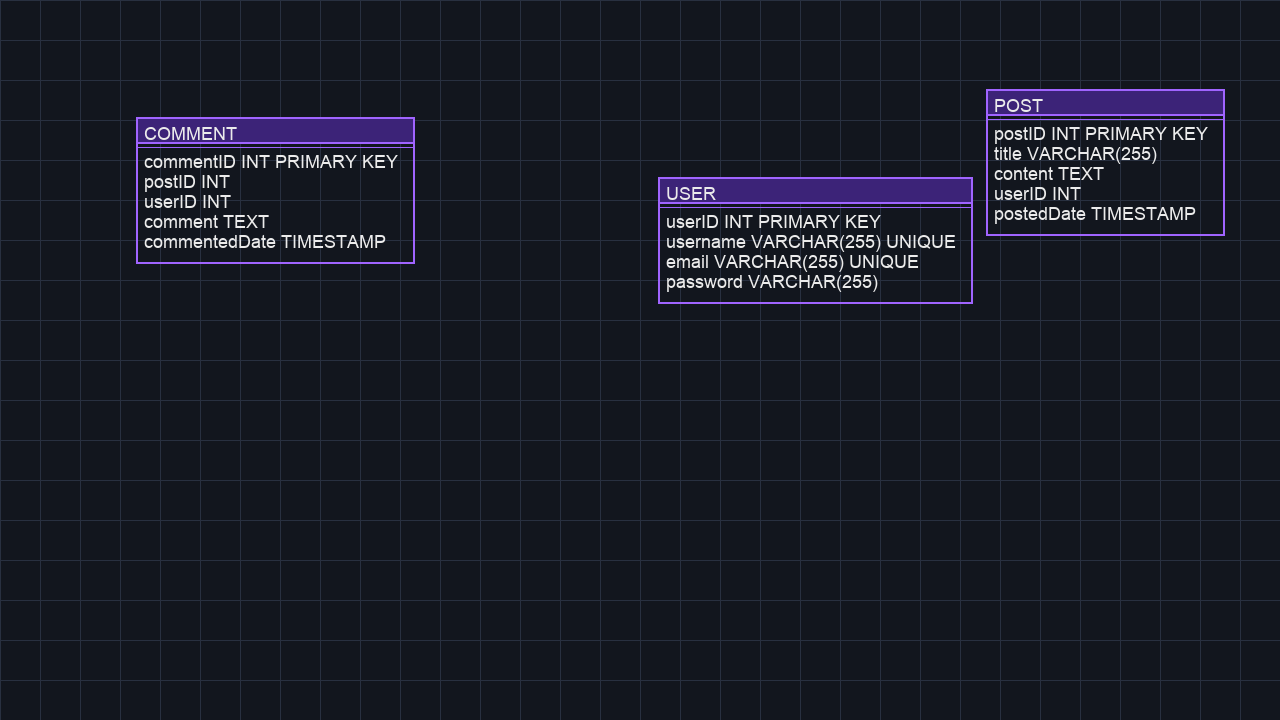 COMMENT
commentID INT PRIMARY KEY
postID INT
userID INT
comment TEXT
commentedDate TIMESTAMP
USER
userID INT PRIMARY KEY
username VARCHAR(255) UNIQUE
email VARCHAR(255) UNIQUE
password VARCHAR(255)
POST
postID INT PRIMARY KEY
title VARCHAR(255)
content TEXT
userID INT
postedDate TIMESTAMP